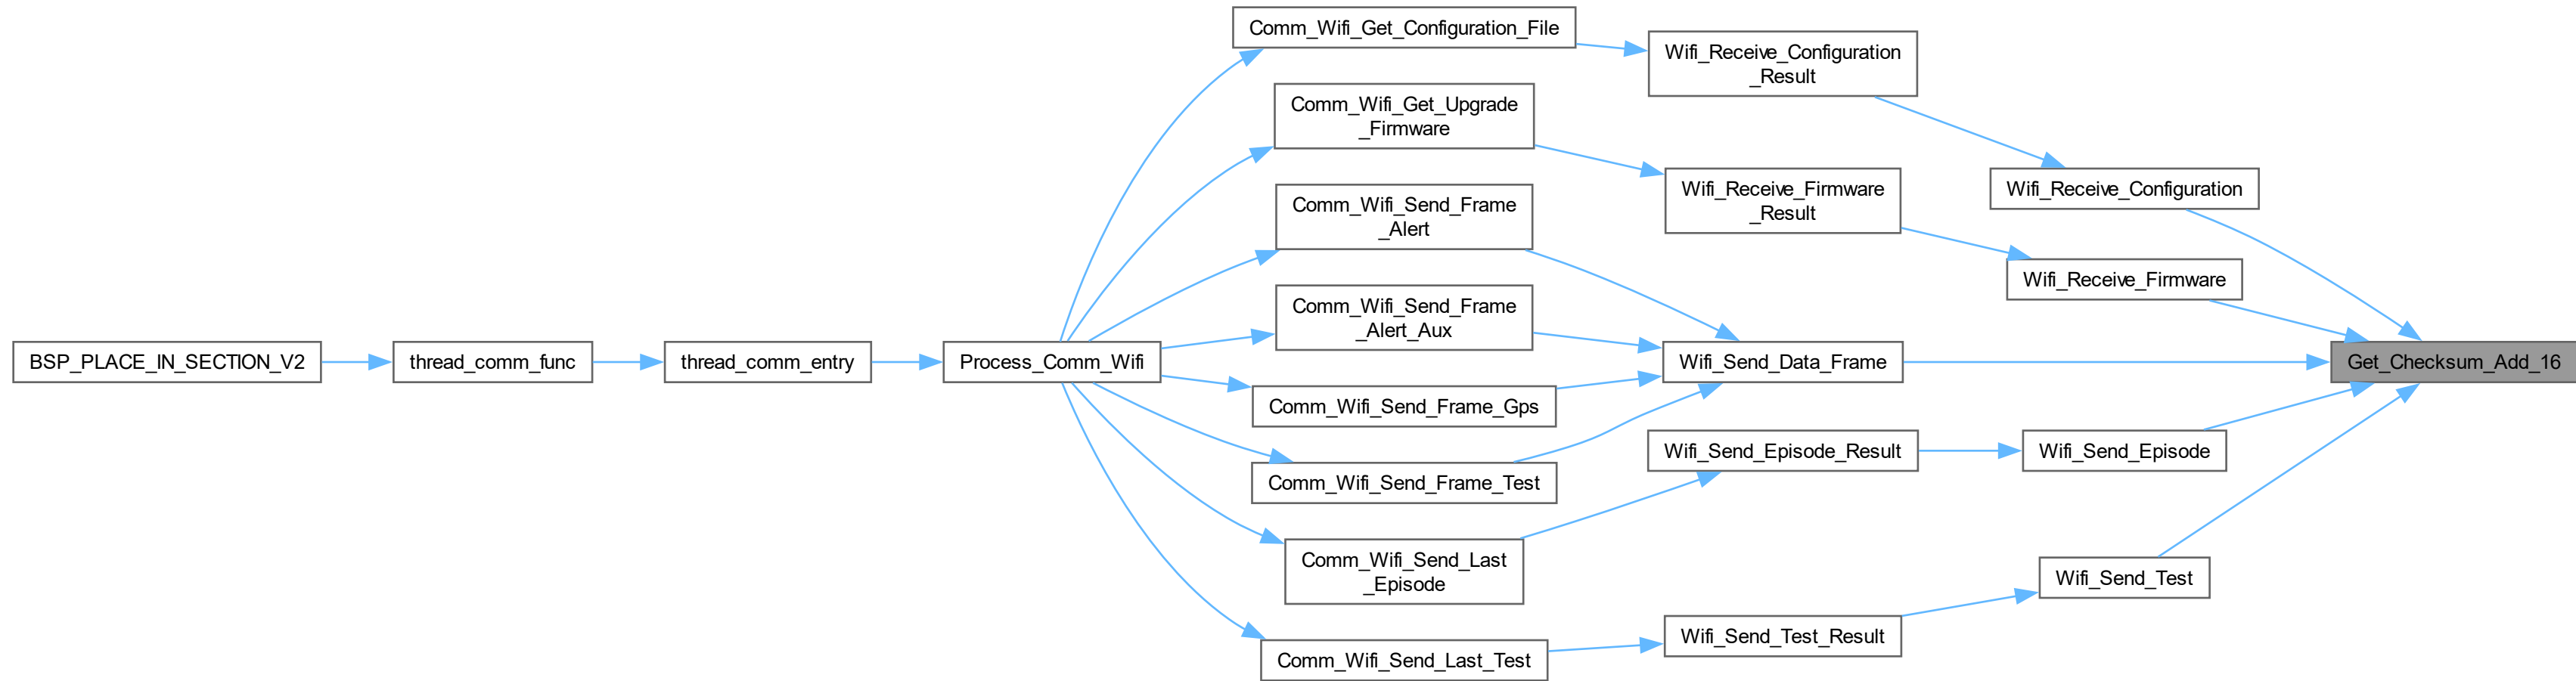 Comm_Wifi_Get_Configuration_File
Wifi_Receive_Configuration
_Result
Comm_Wifi_Get_Upgrade
_Firmware
Wifi_Receive_Firmware
_Result
Wifi_Receive_Configuration
Comm_Wifi_Send_Frame
_Alert
Wifi_Receive_Firmware
Comm_Wifi_Send_Frame
_Alert_Aux
BSP_PLACE_IN_SECTION_V2
thread_comm_func
thread_comm_entry
Process_Comm_Wifi
Wifi_Send_Data_Frame
Get_Checksum_Add_16
Comm_Wifi_Send_Frame_Gps
Wifi_Send_Episode_Result
Wifi_Send_Episode
Comm_Wifi_Send_Frame_Test
Comm_Wifi_Send_Last
_Episode
Wifi_Send_Test
Wifi_Send_Test_Result
Comm_Wifi_Send_Last_Test